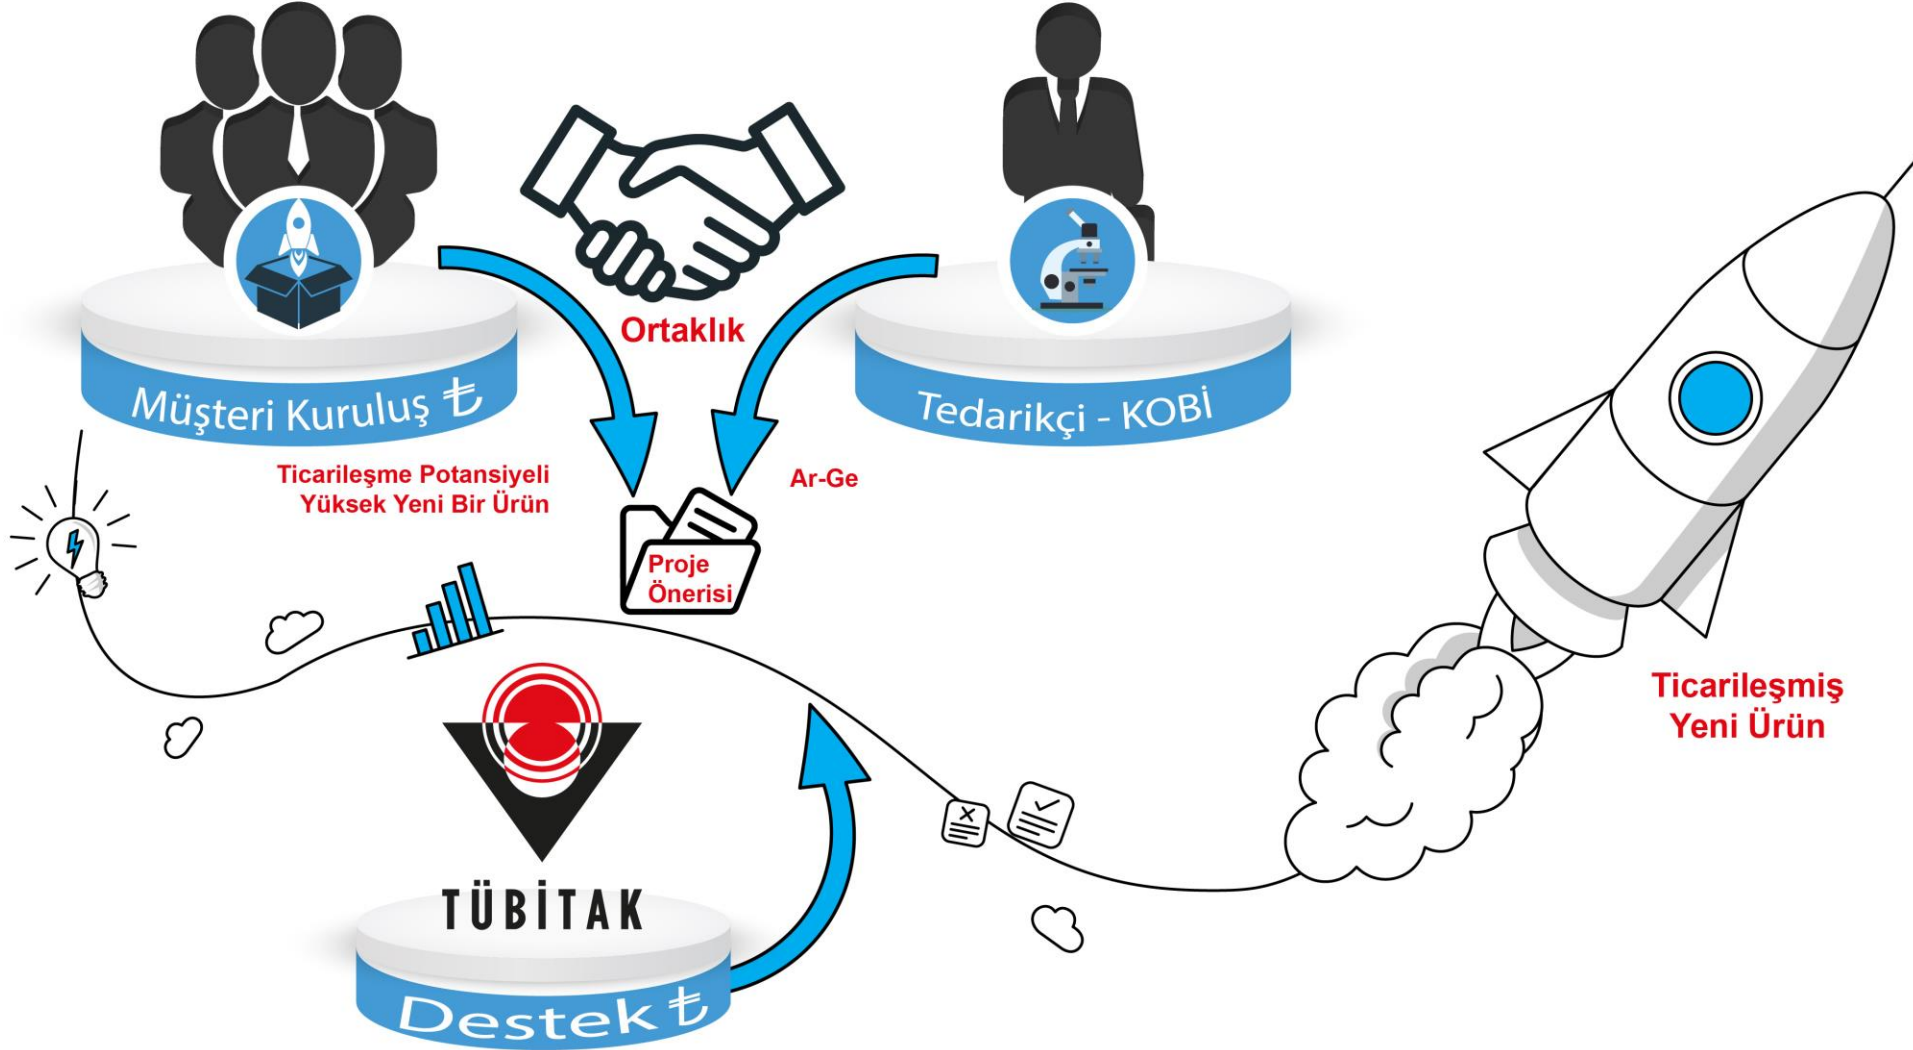 Ortaklık
Müşteri Kuruluş ₺
Tedarikçi - KOBİ
Ticarileşme Potansiyeli
Yüksek Yeni Bir Ürün
Ar-Ge
Proje
Önerisi
Ticarileşmiş
Yeni Ürün
TÜBİTAK
Destek ₺